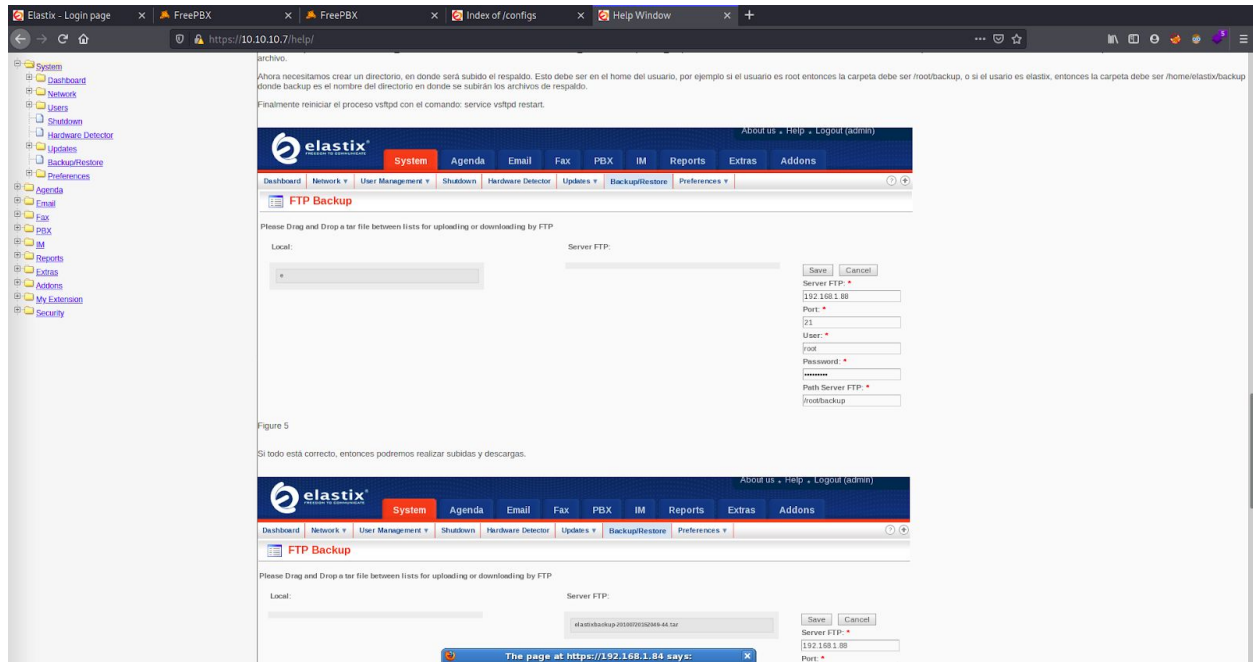 Elastix - Login page
FreePBX
FreePBX
Index of /configs
Help Window
https://10.10.10.7/help/
System
Dashboard
Network
Users
Shutdown
Hardware Detector
Updates
Backup/Restore
Preferences
Agenda
Email
Fax
PBX
IM
Reports
Extras
Addons
My Extension
Security
archivo.
Ahora necesitamos crear un directorio, en donde será subido el respaldo. Esto debe ser en el home del usuario, por ejemplo si el usuario es root entonces la carpeta debe ser /root/backup, o si el usario es elastix, entonces la carpeta debe ser /home/elastix/backup
donde backup es el nombre del directorio en donde se subirán los archivos de respaldo.
Finalmente reiniciar el proceso vsftpd con el comando: service vsftpd restart.
About us . Help . Logout (admin)
elastix
FREEDOM TO COMMUNICATE
System Agenda Email Fax PBX IM Reports Extras Addons
Dashboard Network User Management Shutdown Hardware Detector Updates Backup/Restore Preferences
FTP Backup
Please Drag and Drop a tar file between lists for uploading or downloading by FTP
Local:
Server FTP:
Save Cancel
Server FTP: *
192.168.1.88
Port: *
21
User: *
root
Password: *
Path Server FTP: *
/root/backup
Figure 5
Si todo está correcto, entonces podremos realizar subidas y descargas.
About us . Help . Logout (admin)
elastix
FREEDOM TO COMMUNICATE
System Agenda Email Fax PBX IM Reports Extras Addons
Dashboard Network User Management Shutdown Hardware Detector Updates Backup/Restore Preferences
FTP Backup
Please Drag and Drop a tar file between lists for uploading or downloading by FTP
Local:
Server FTP:
Save Cancel
Server FTP: *
192.168.1.88
Port: *
The page at https://192.168.1.84 says: